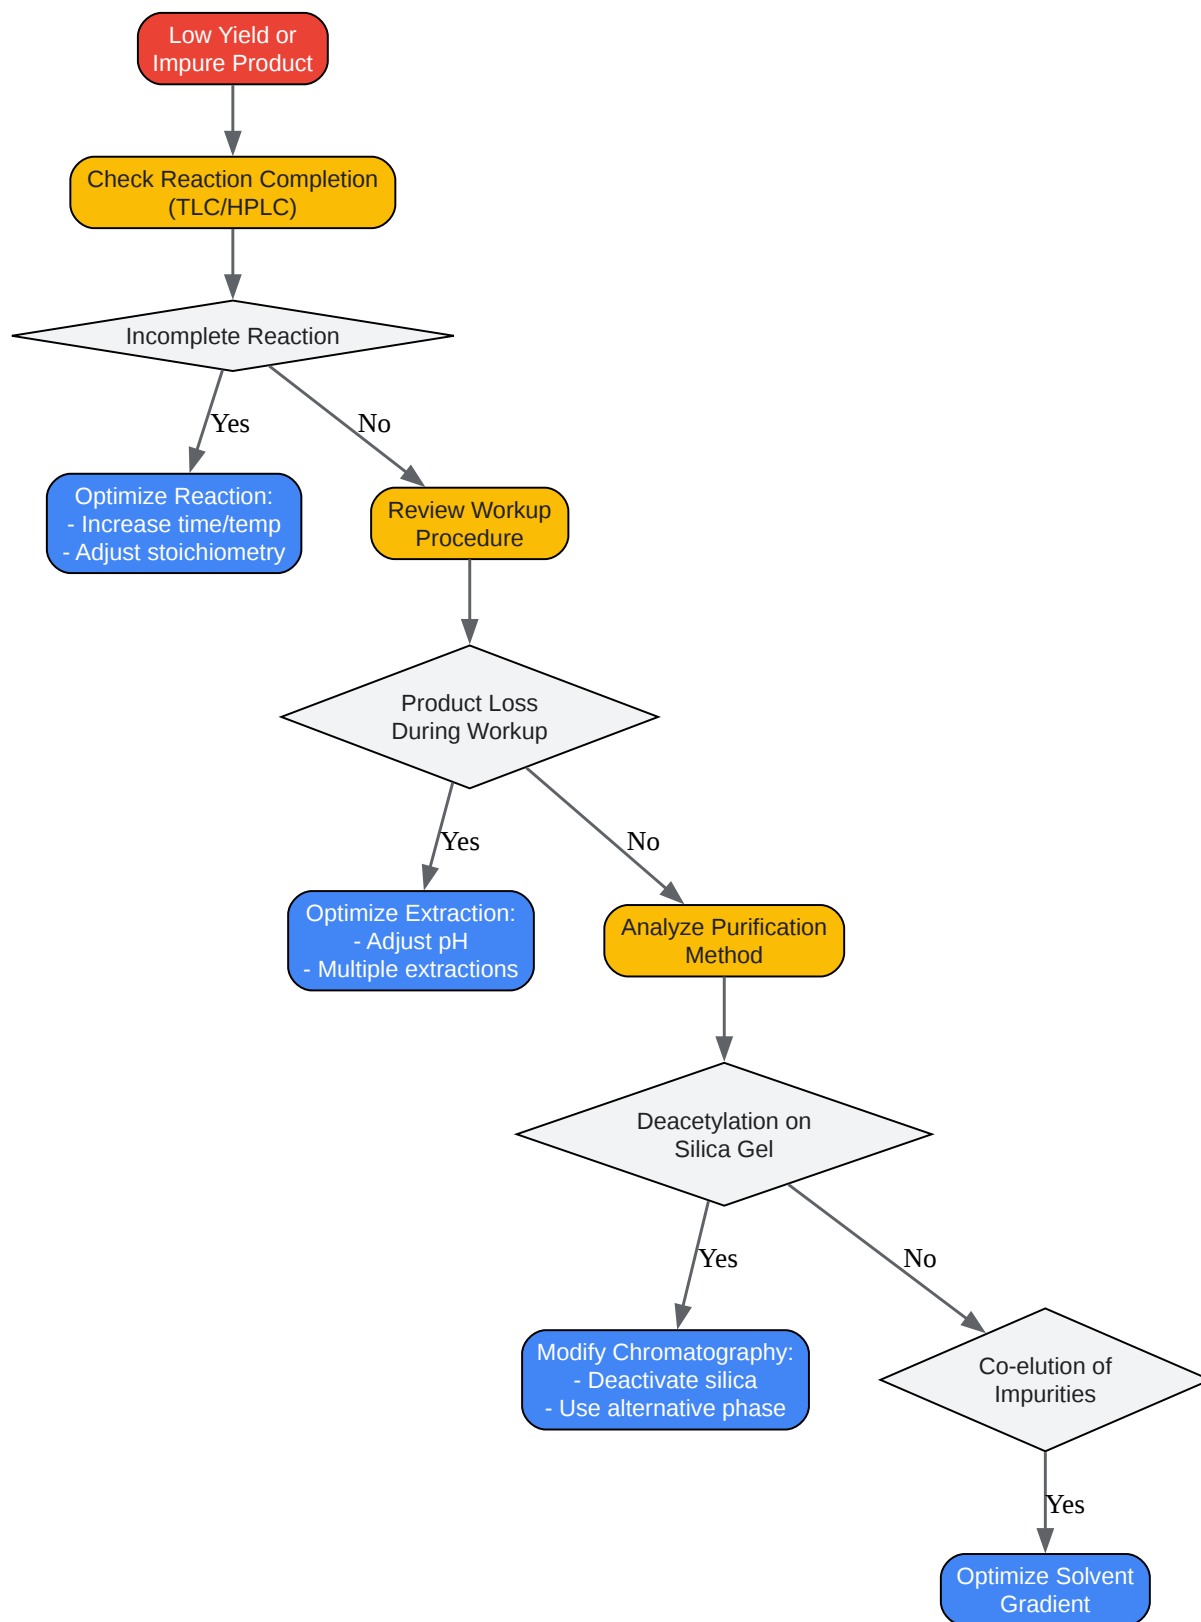 Low Yield or
Impure Product
Check Reaction Completion
(TLC/HPLC)
Incomplete Reaction
Yes
No
Optimize Reaction:
- Increase time/temp
- Adjust stoichiometry
Review Workup
Procedure
Product Loss
During Workup
Yes
No
Optimize Extraction:
- Adjust pH
- Multiple extractions
Analyze Purification
Method
Deacetylation on
Silica Gel
Yes
No
Modify Chromatography:
- Deactivate silica
- Use alternative phase
Co-elution of
Impurities
Yes
Optimize Solvent
Gradient